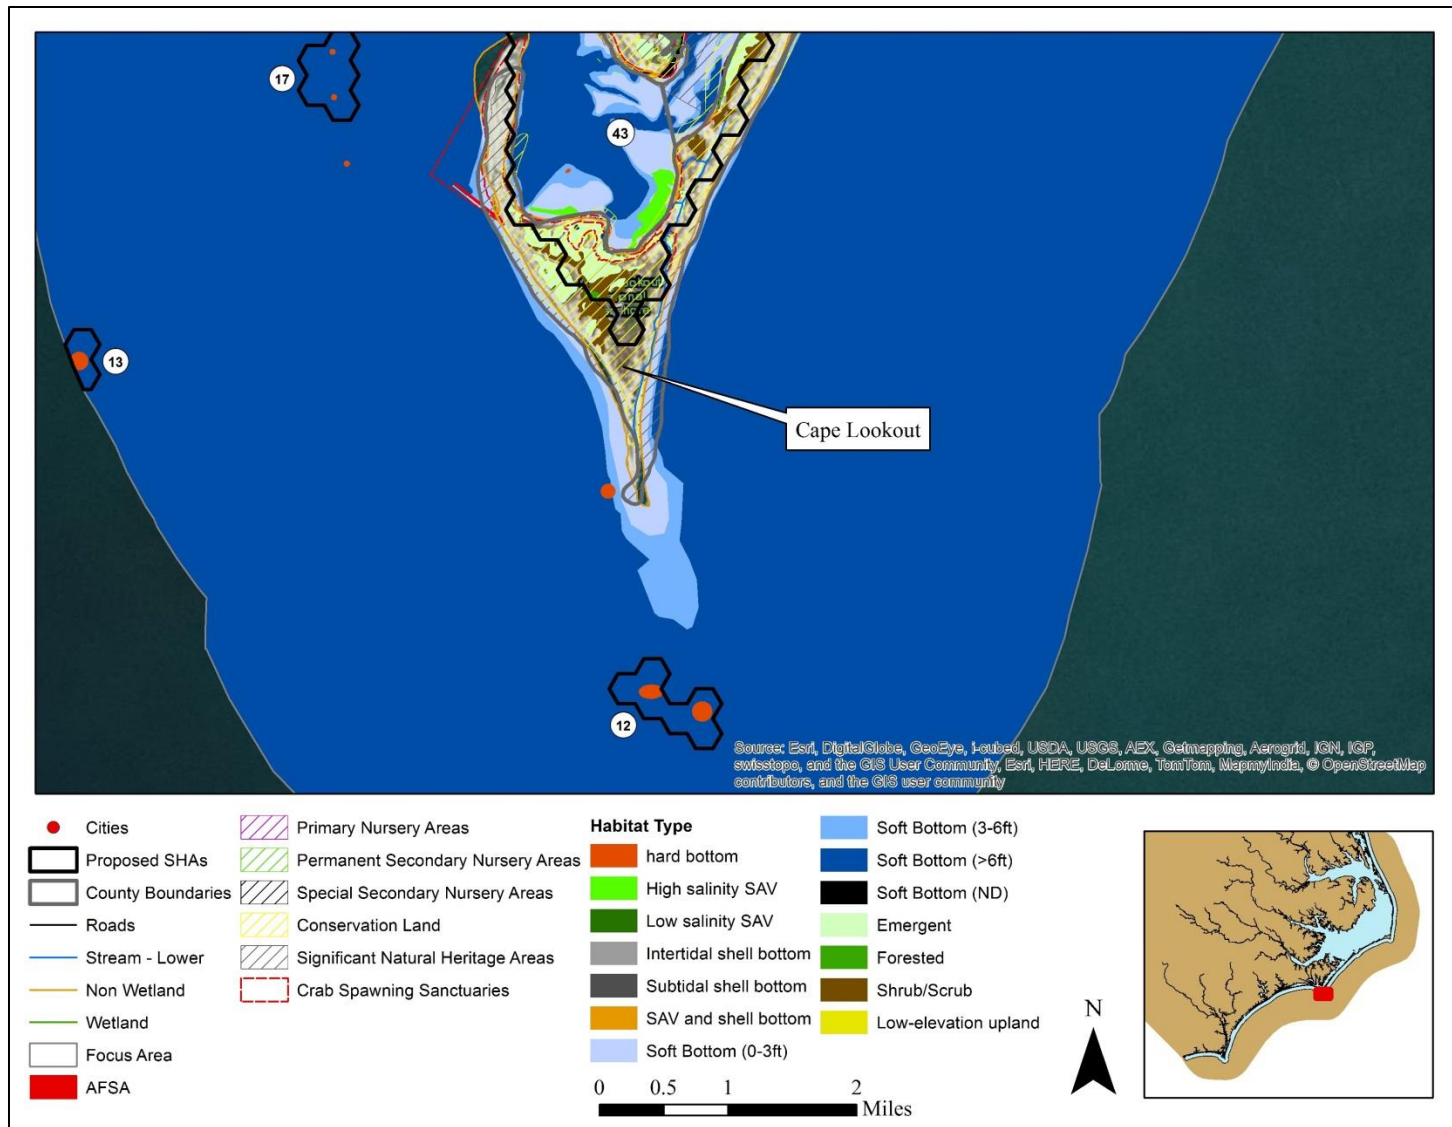 17
43
13
Cape Lookout
12
Source: Esri, DigitalGlobe, GeoEye, i-cubed, USDA, USGS, AEX, Getmapping, Aerogrid, IGN, IGP,
swisstopo, and the GIS User Community, Esri, HERE, DeLorme, TomTom, MapmyIndia, © OpenStreetMap
contributors, and the GIS user community
Cities
Proposed SHAs
County Boundaries
Roads
Stream - Lower
Non Wetland
Wetland
Focus Area
AFSA
Primary Nursery Areas
Permanent Secondary Nursery Areas
Special Secondary Nursery Areas
Conservation Land
Significant Natural Heritage Areas
Crab Spawning Sanctuaries
Habitat Type
hard bottom
High salinity SAV
Low salinity SAV
Intertidal shell bottom
Subtidal shell bottom
SAV and shell bottom
Soft Bottom (0-3ft)
Soft Bottom (3-6ft)
Soft Bottom (>6ft)
Soft Bottom (ND)
Emergent
Forested
Shrub/Scrub
Low-elevation upland
0 0.5 1 2
Miles
N